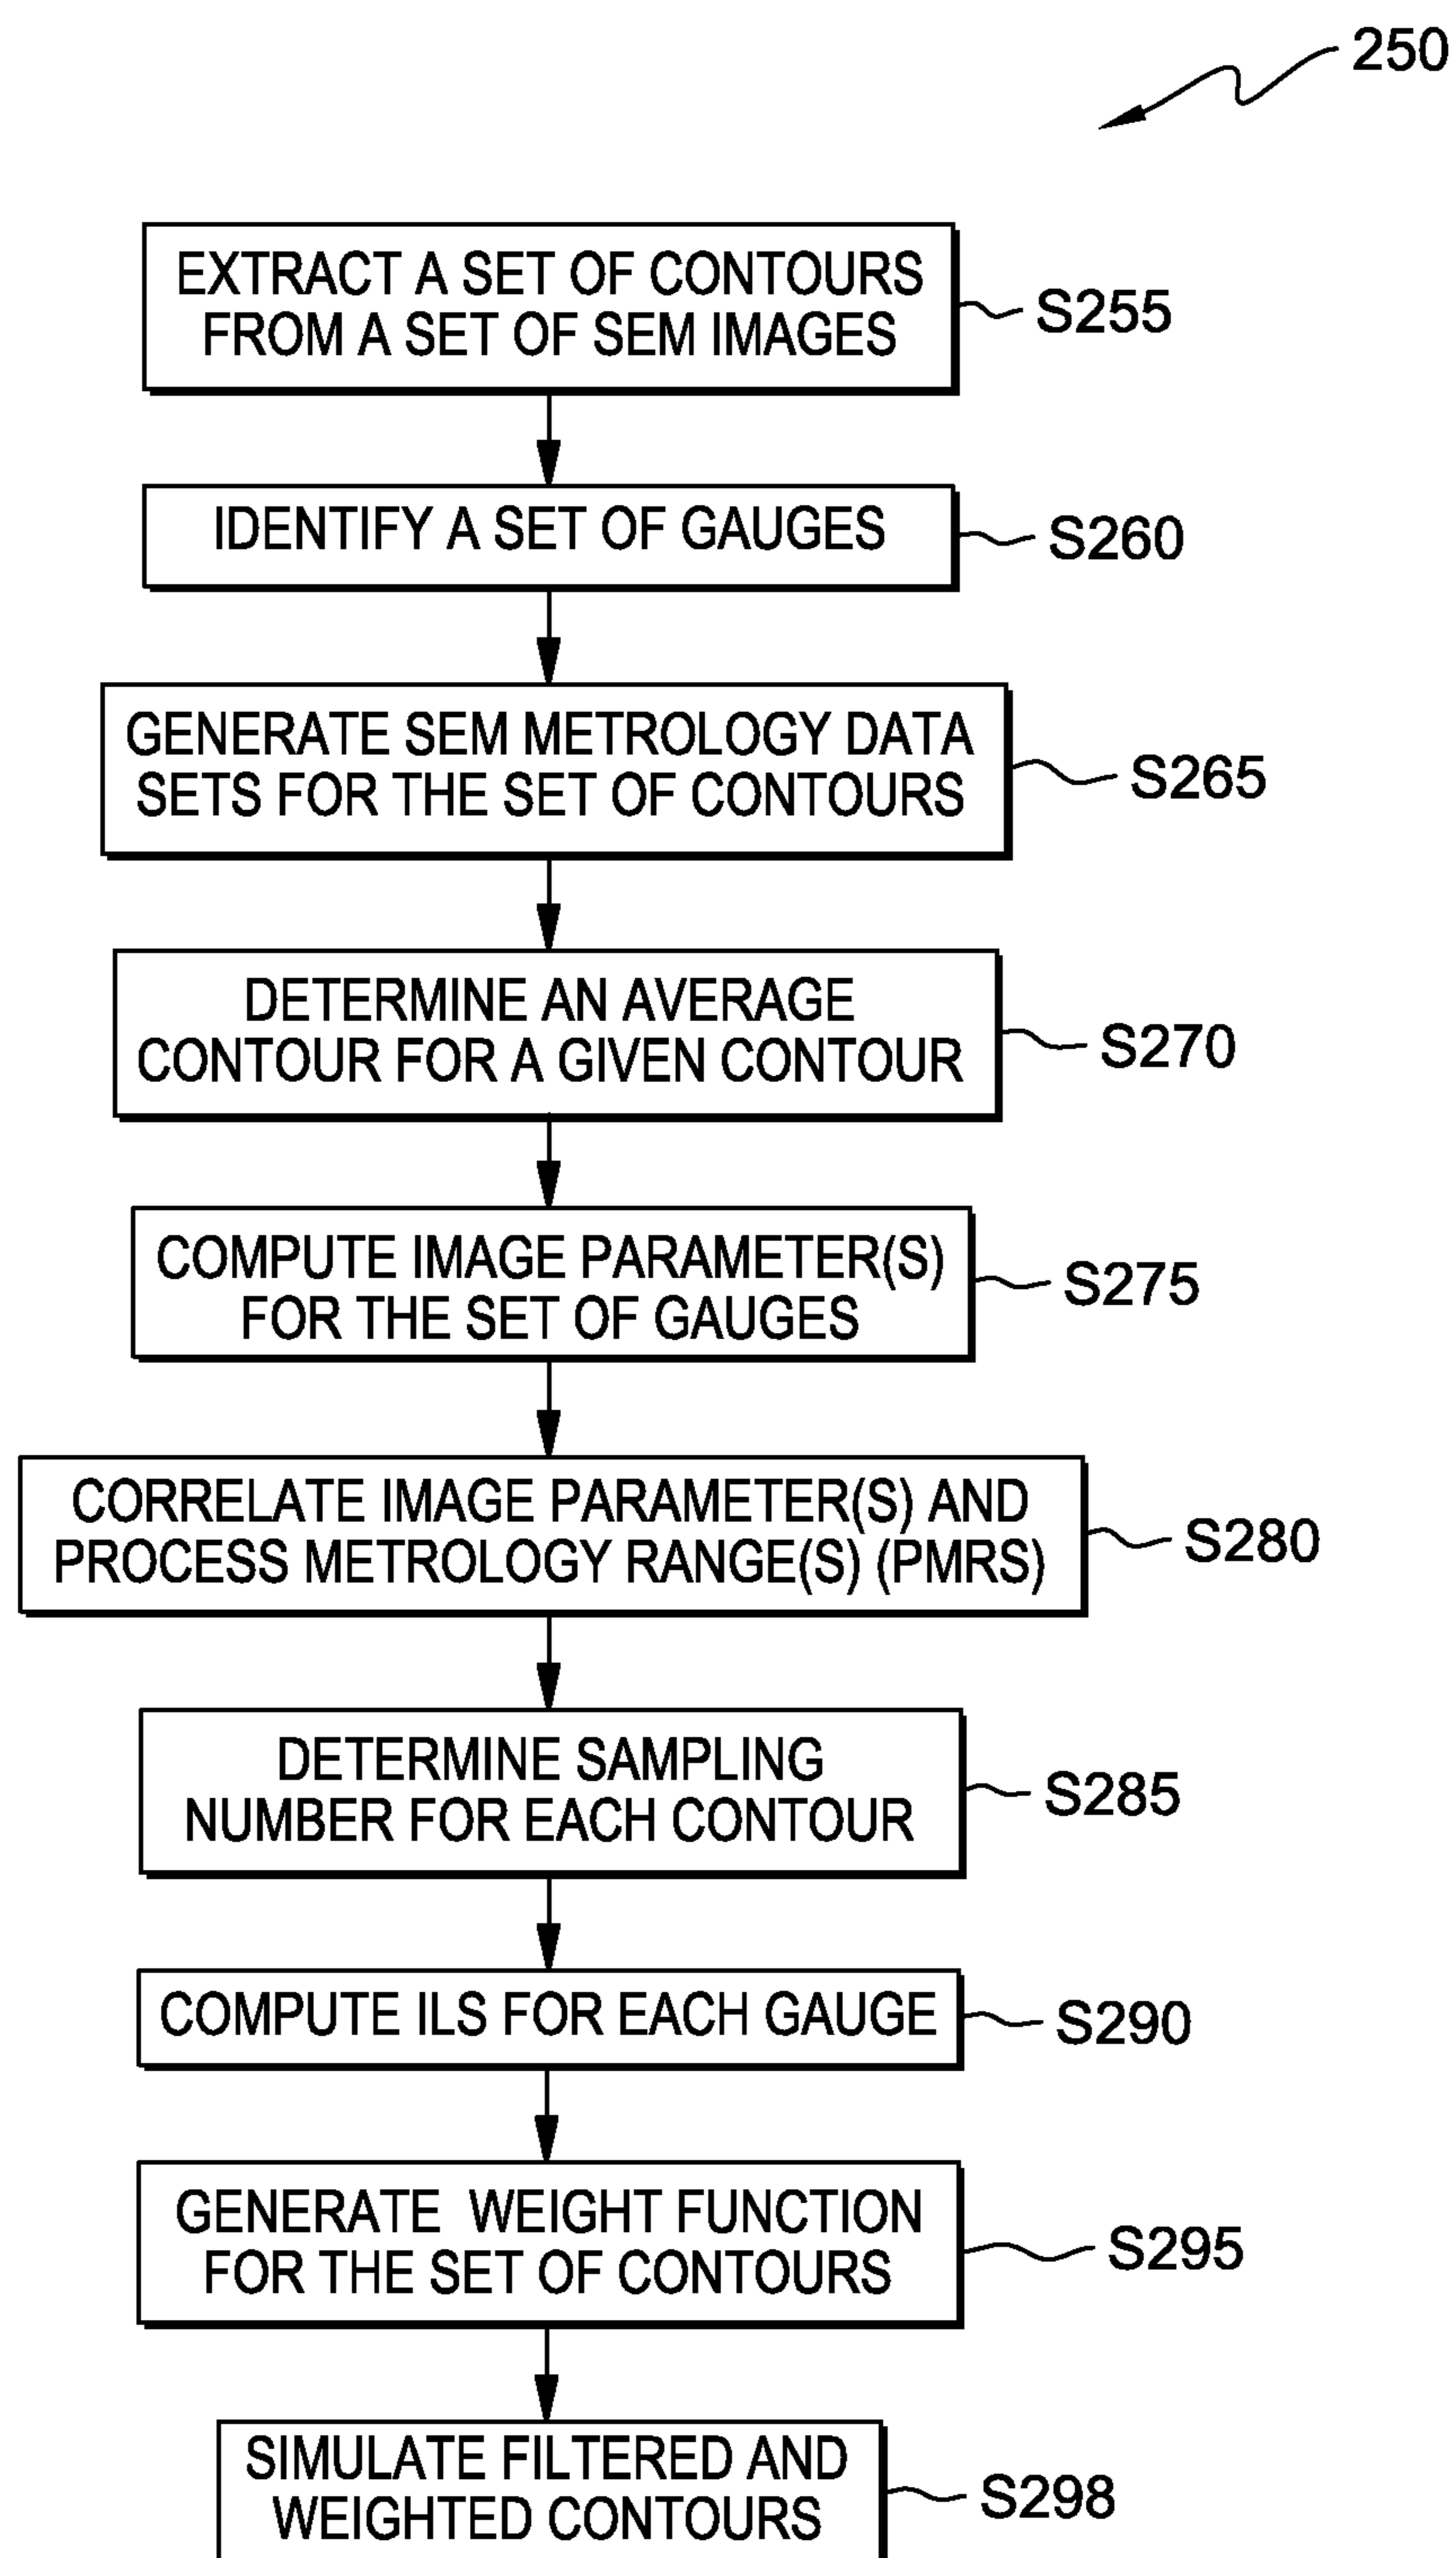 250
EXTRACT A SET OF CONTOURS
FROM A SET OF SEM IMAGES
S255
IDENTIFY A SET OF GAUGES
S260
GENERATE SEM METROLOGY DATA
SETS FOR THE SET OF CONTOURS
S265
DETERMINE AN AVERAGE
CONTOUR FOR A GIVEN CONTOUR
S270
COMPUTE IMAGE PARAMETER(S)
FOR THE SET OF GAUGES
S275
CORRELATE IMAGE PARAMETER(S) AND
PROCESS METROLOGY RANGE(S) (PMRS)
S280
DETERMINE SAMPLING
NUMBER FOR EACH CONTOUR
S285
COMPUTE ILS FOR EACH GAUGE
S290
GENERATE WEIGHT FUNCTION
FOR THE SET OF CONTOURS
S295
SIMULATE FILTERED AND
WEIGHTED CONTOURS
S298